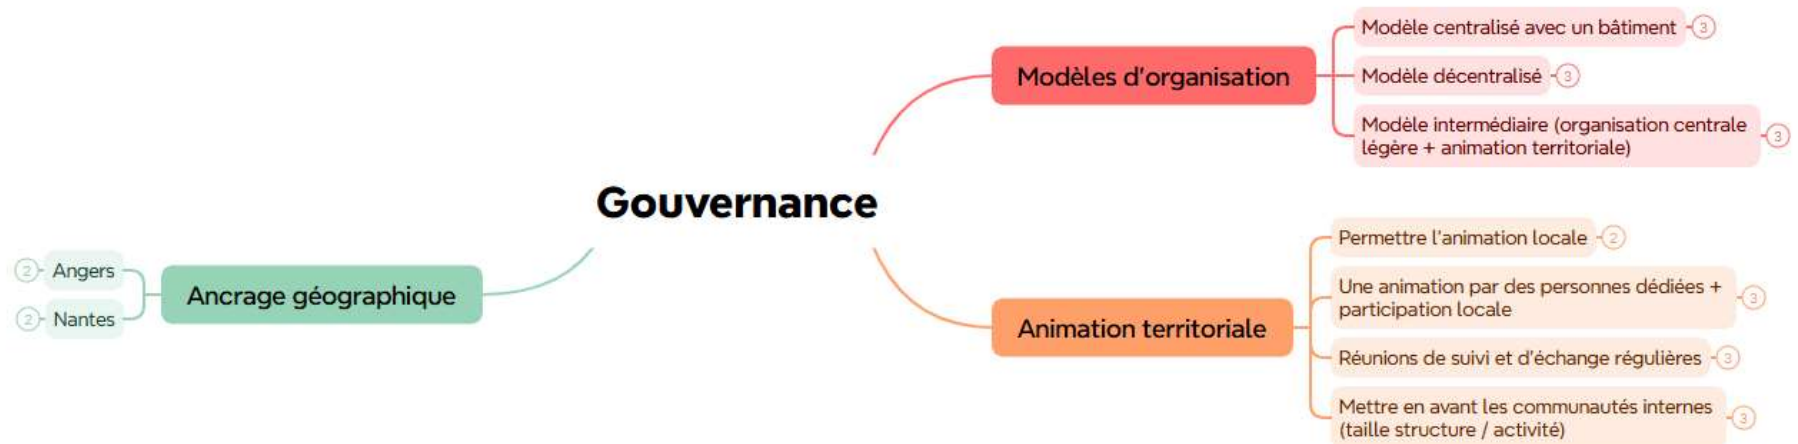 Gouvernance
Modèles d'organisation
Modèle centralisé avec un bâtiment
3
Modèle décentralisé
3
Modèle intermédiaire (organisation centrale
légère + animation territoriale)
3
Animation territoriale
Permettre l'animation locale
2
Une animation par des personnes dédiées +
participation locale
3
Réunions de suivi et d'échange régulières
3
Mettre en avant les communautés internes
(taille structure / activité)
3
Ancrage géographique
Angers
2
Nantes
2